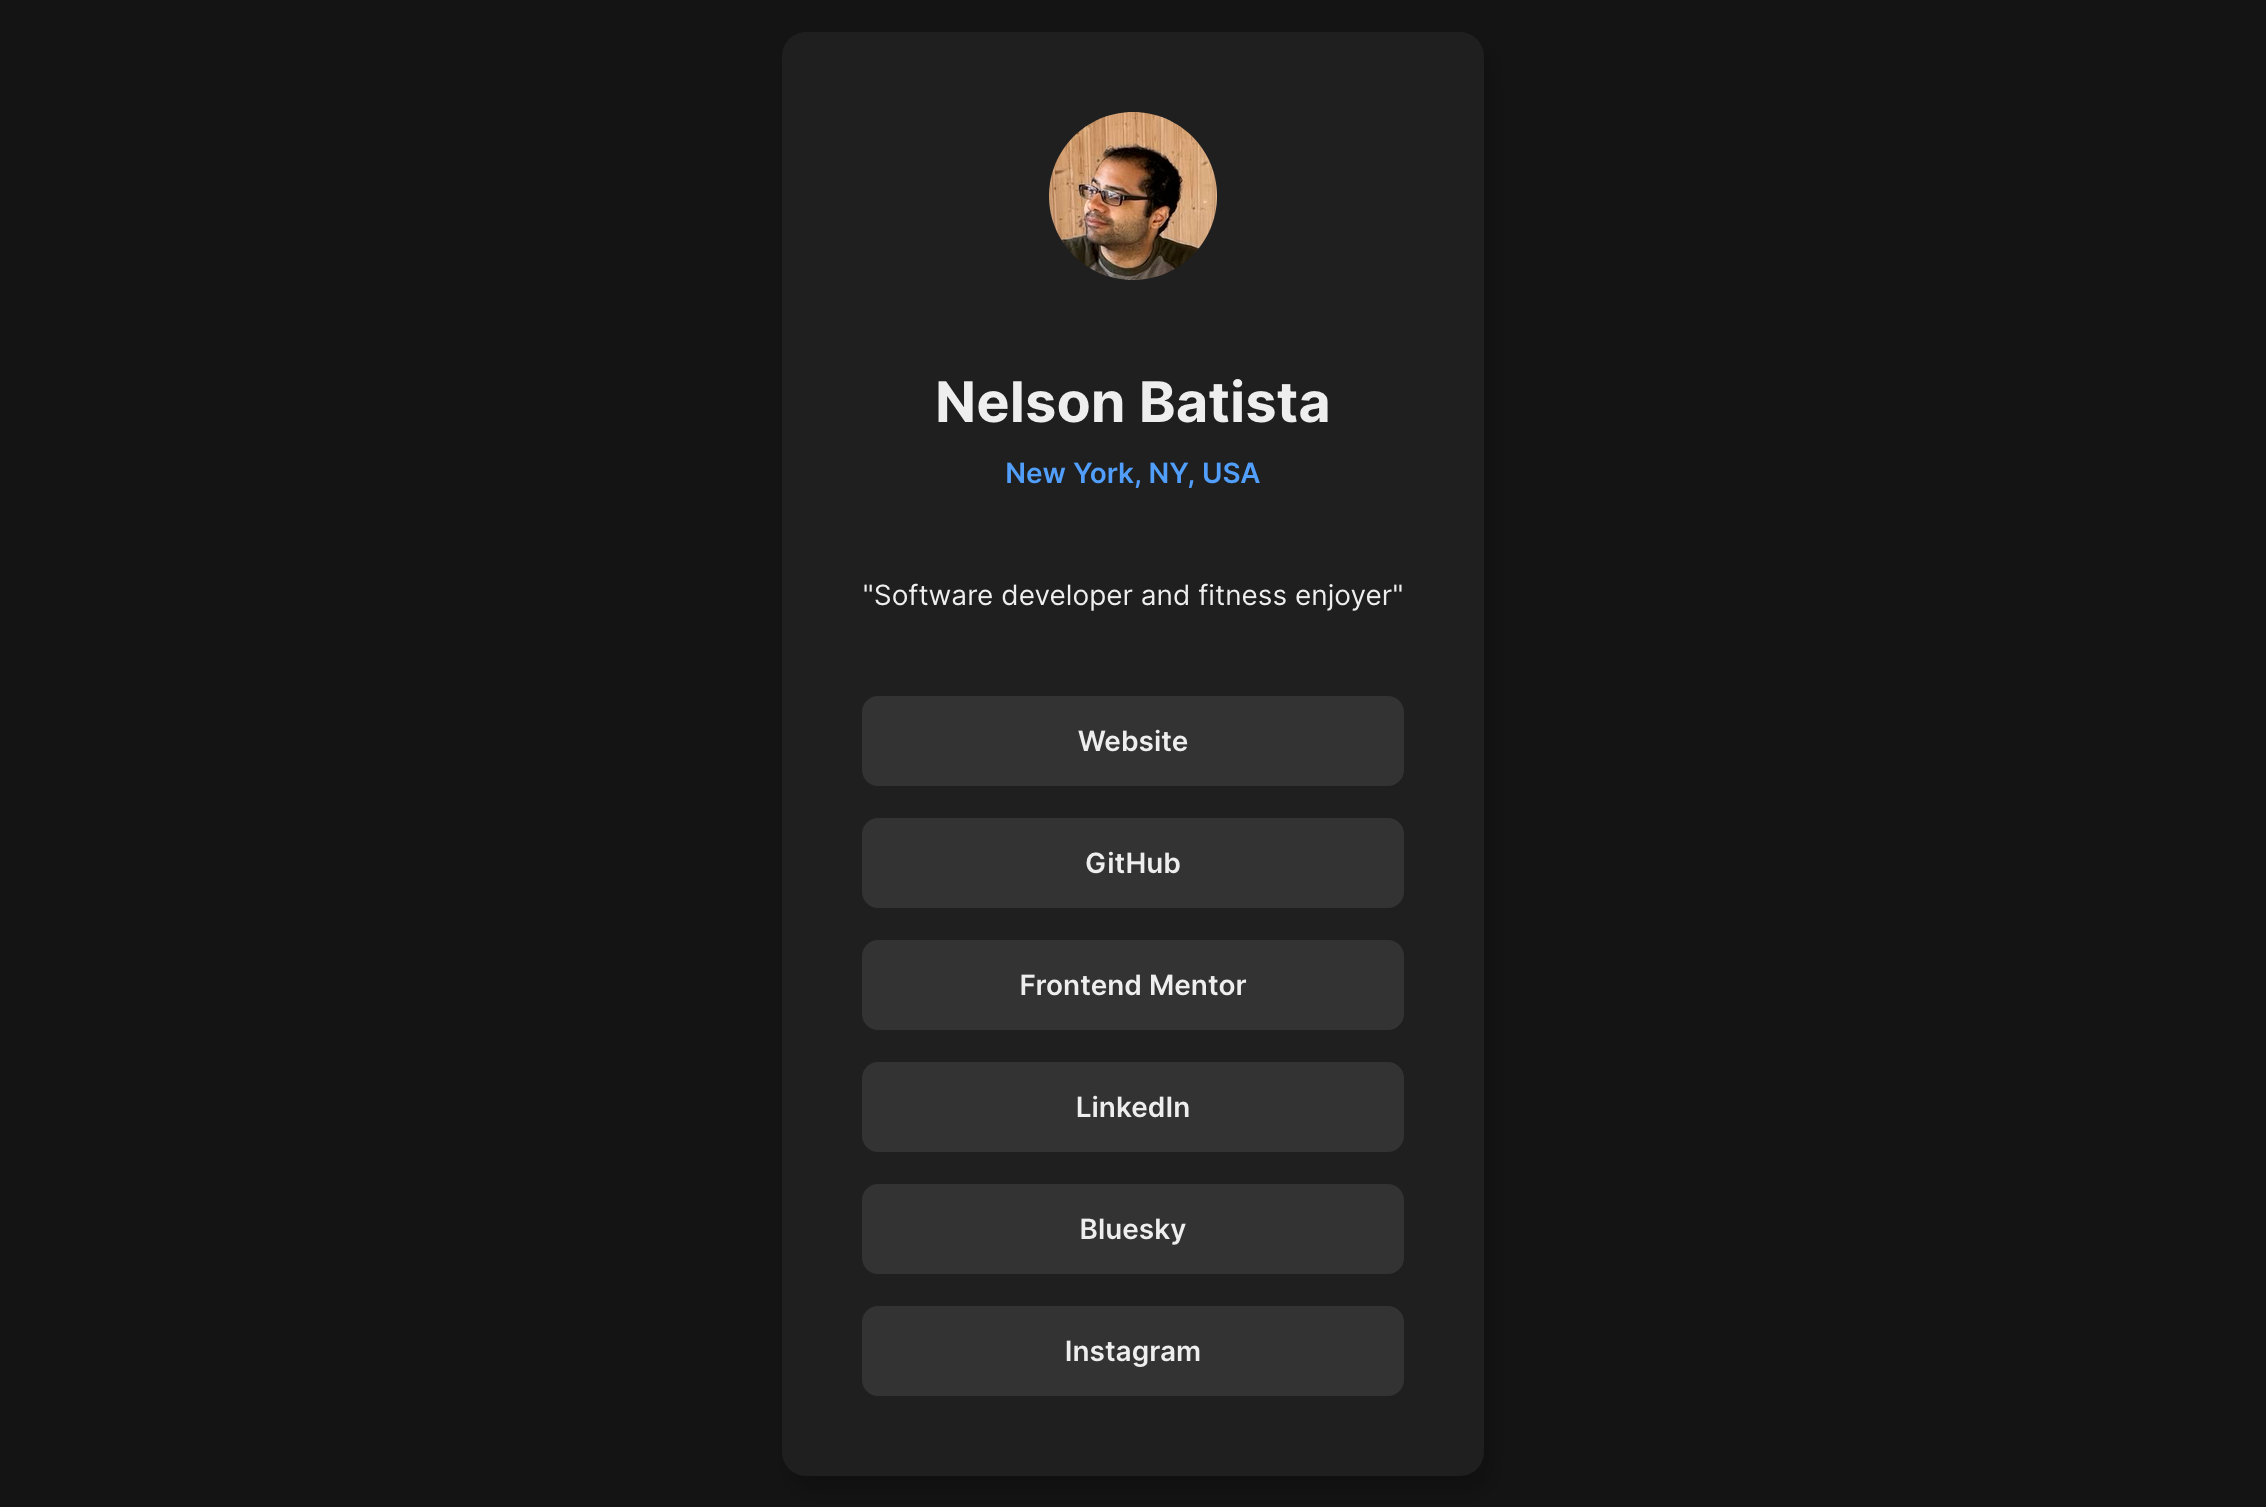 Nelson Batista
New York, NY, USA
"Software developer and fitness enjoyer"
Website
GitHub
Frontend Mentor
LinkedIn
Bluesky
Instagram